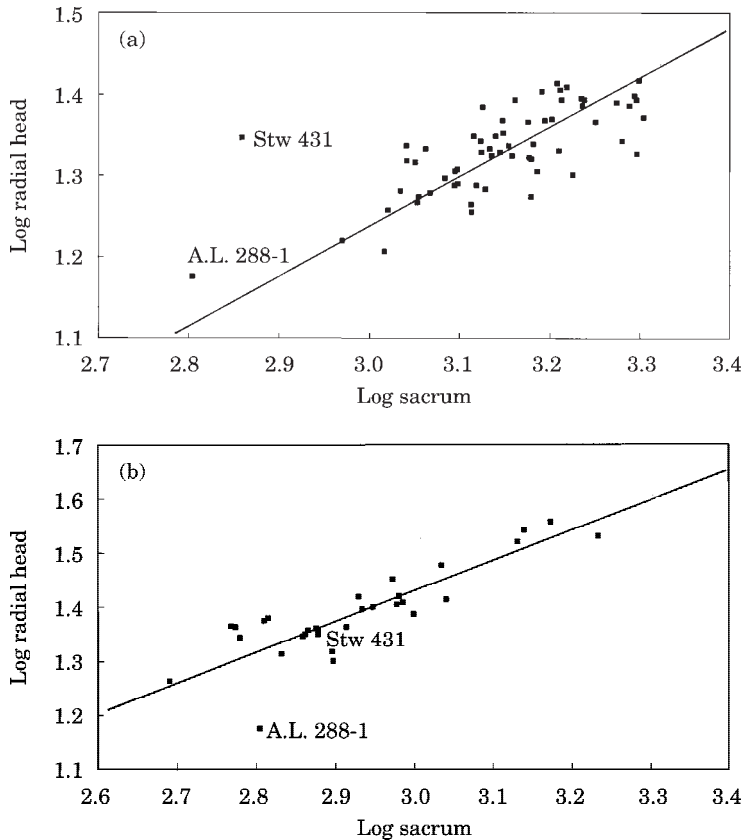 (a)
Log radial head
1.5
1.4
1.3
1.2
1.1
Stw 431
A.L. 288-1
2.7 2.8 2.9 3.0 3.1 3.2 3.3 3.4
Log sacrum
(b)
Log radial head
1.7
1.6
1.5
1.4
1.3
1.2
1.1
Stw 431
A.L. 288-1
2.6 2.7 2.8 2.9 3.0 3.1 3.2 3.3 3.4
Log sacrum